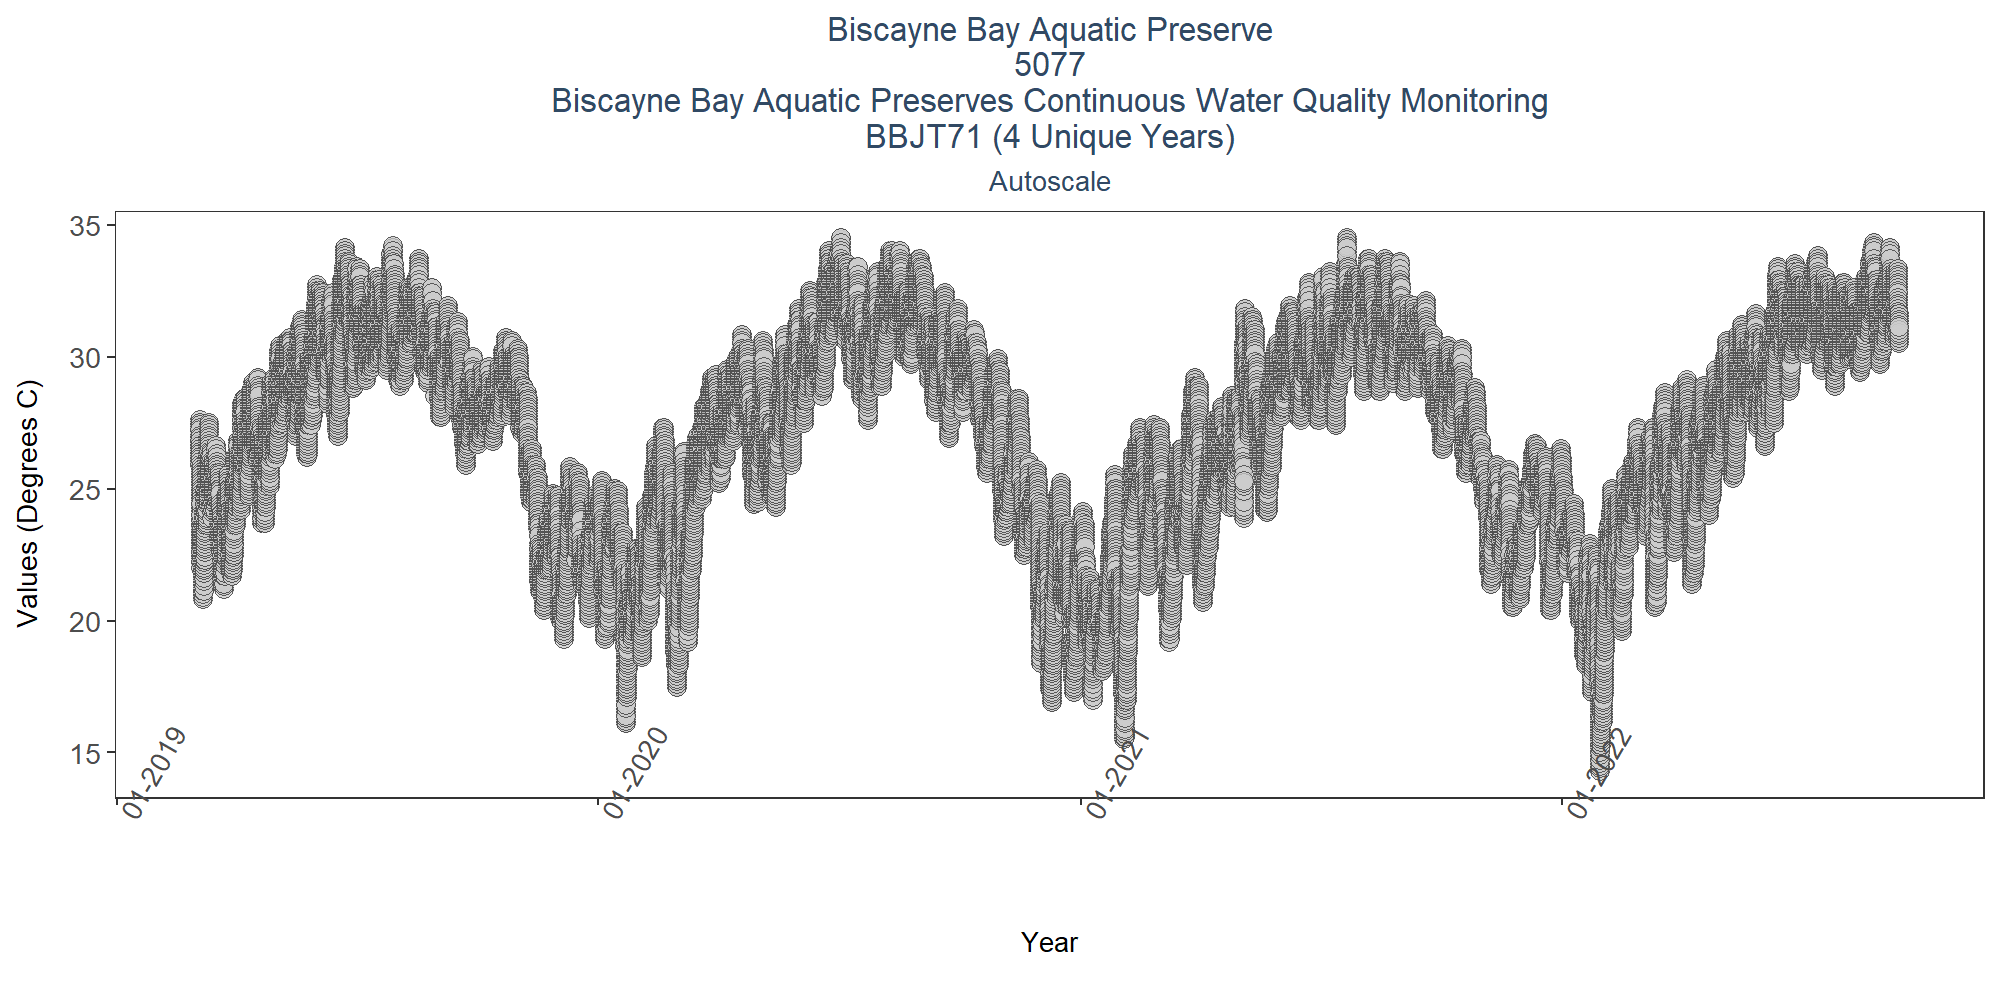 Biscayne Bay Aquatic Preserve
5077
Biscayne Bay Aquatic Preserves Continuous Water Quality Monitoring
BBJT71 (4 Unique Years)
Autoscale
Values (Degrees C)
35
30
25
20
15
01-2019
01-2020
01-2021
01-2022
Year